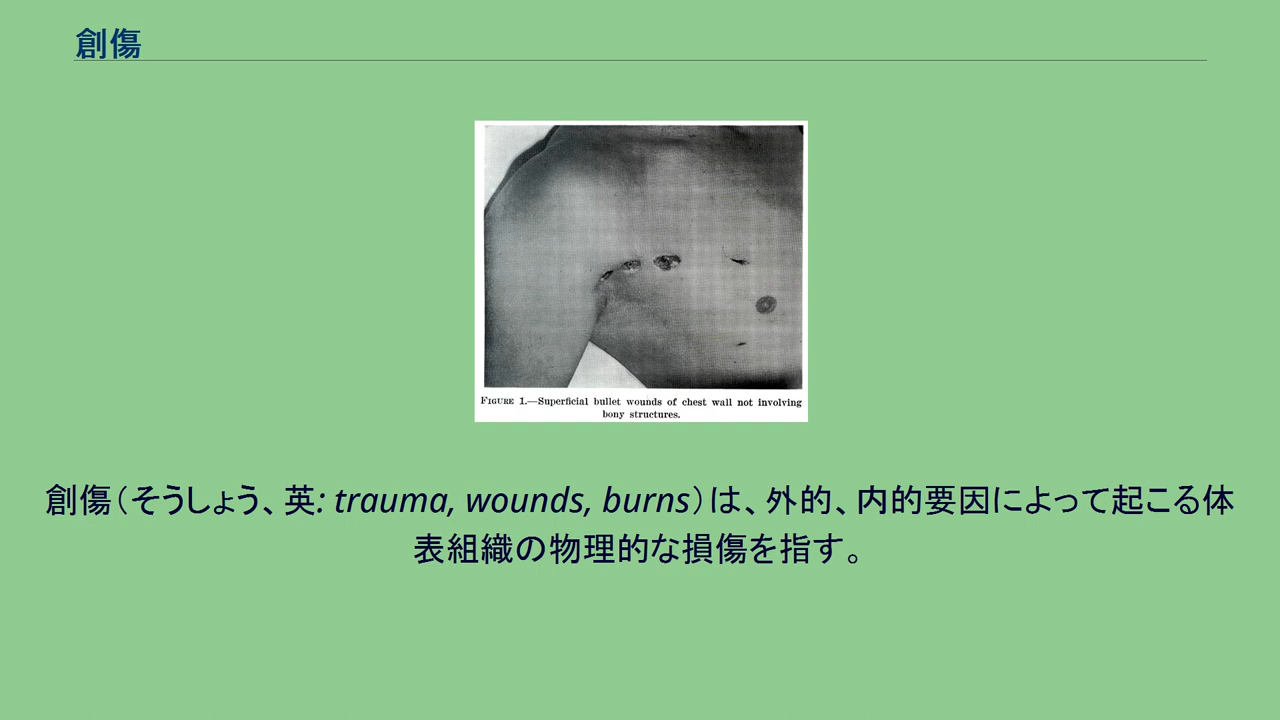 創傷
FIGURE 1.—Superficial bullet wounds of chest wall not involving
bony structures.
創傷（そうしょう、英: trauma, wounds, burns）は、外的、内的要因によって起こる体
表組織の物理的な損傷を指す。